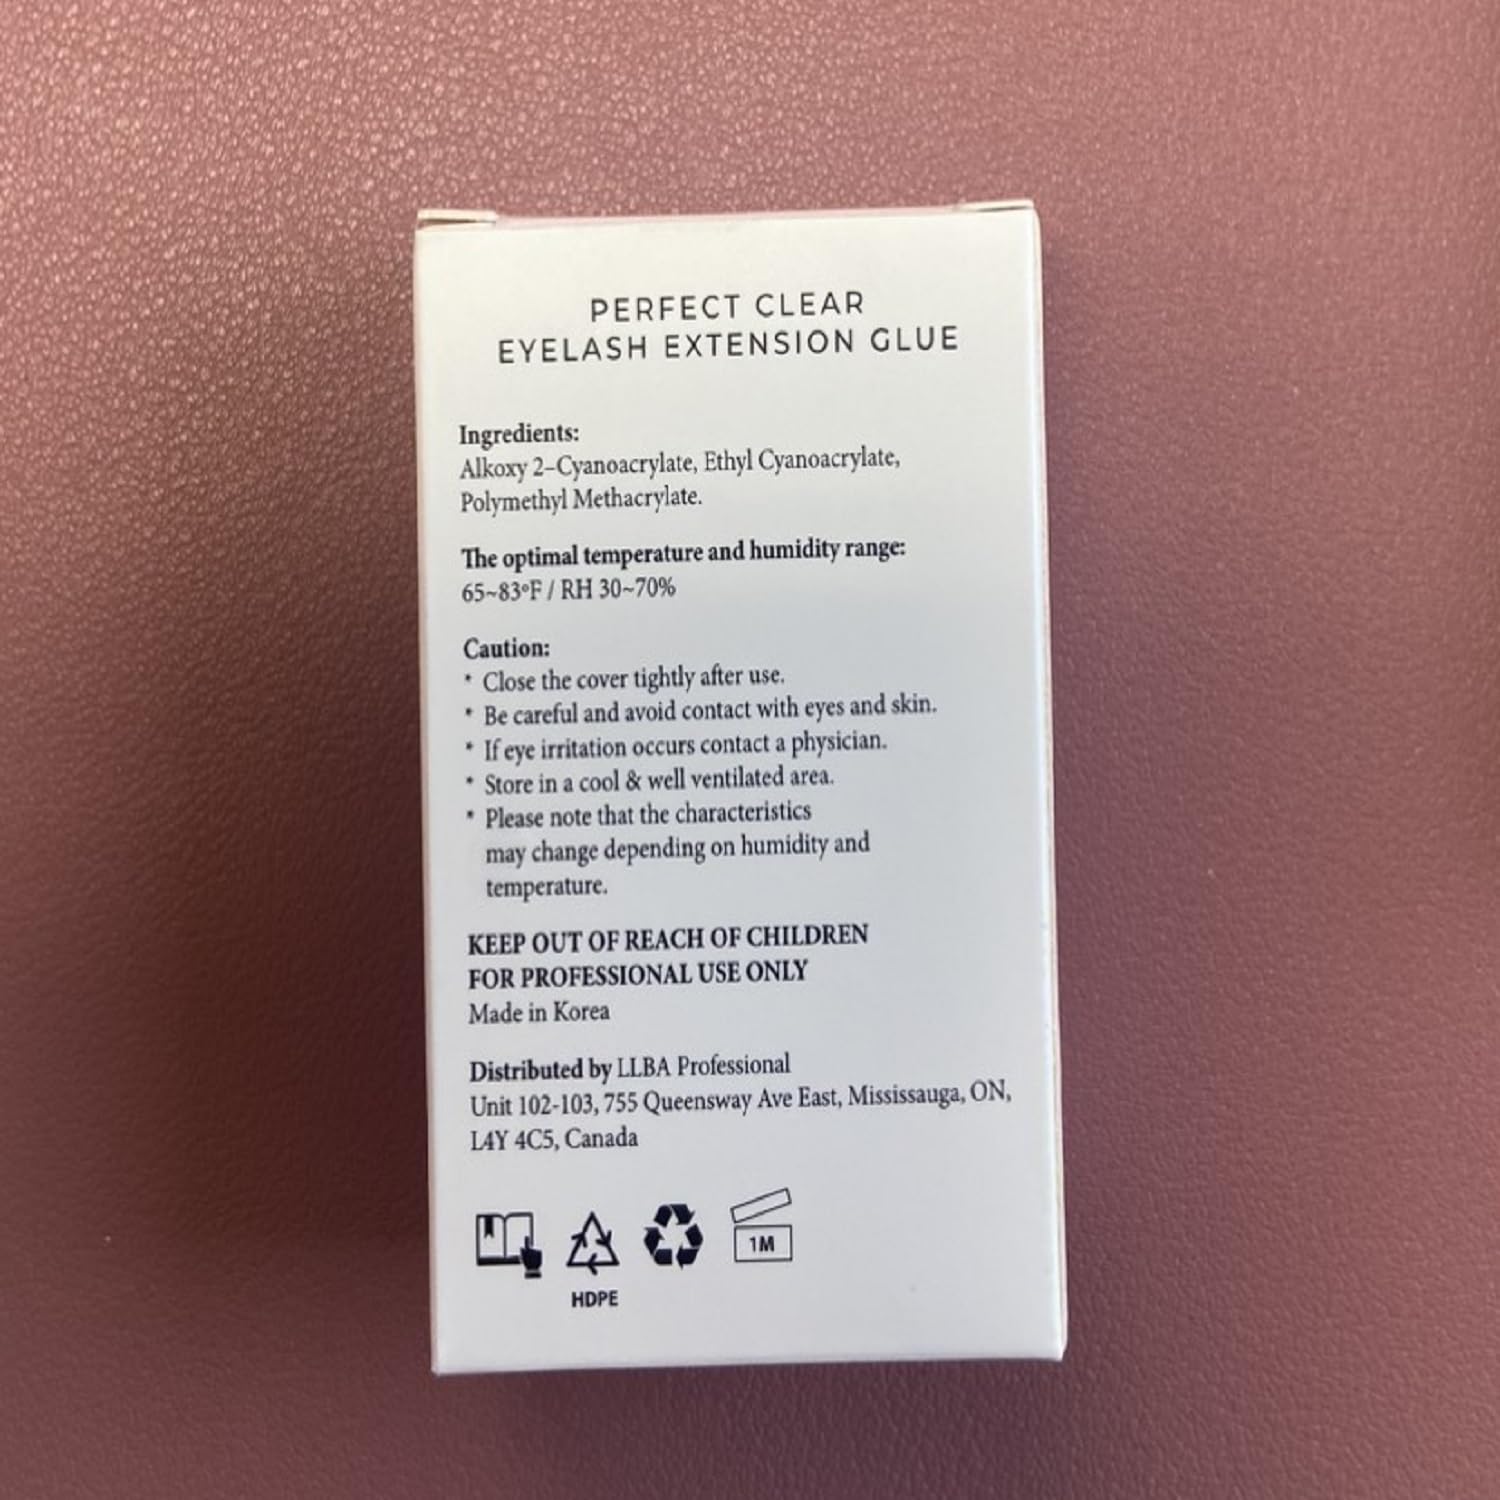 PERFECT CLEAR
EYELASH EXTENSION GLUE
Ingredients:
Alkoxy 2-Cyanoacrylate, Ethyl Cyanoacrylate,
Polymethyl Methacrylate.
The optimal temperature and humidity range:
65~83°F / RH 30~70%
Caution:
* Close the cover tightly after use.
* Be careful and avoid contact with eyes and skin.
* If eye irritation occurs contact a physician.
* Store in a cool & well ventilated area.
* Please note that the characteristics
may change depending on humidity and
temperature.
KEEP OUT OF REACH OF CHILDREN
FOR PROFESSIONAL USE ONLY
Made in Korea
Distributed by LLBA Professional
Unit 102-103, 755 Queensway Ave East, Mississauga, ON,
L4Y 4C5, Canada
1M
HDPE